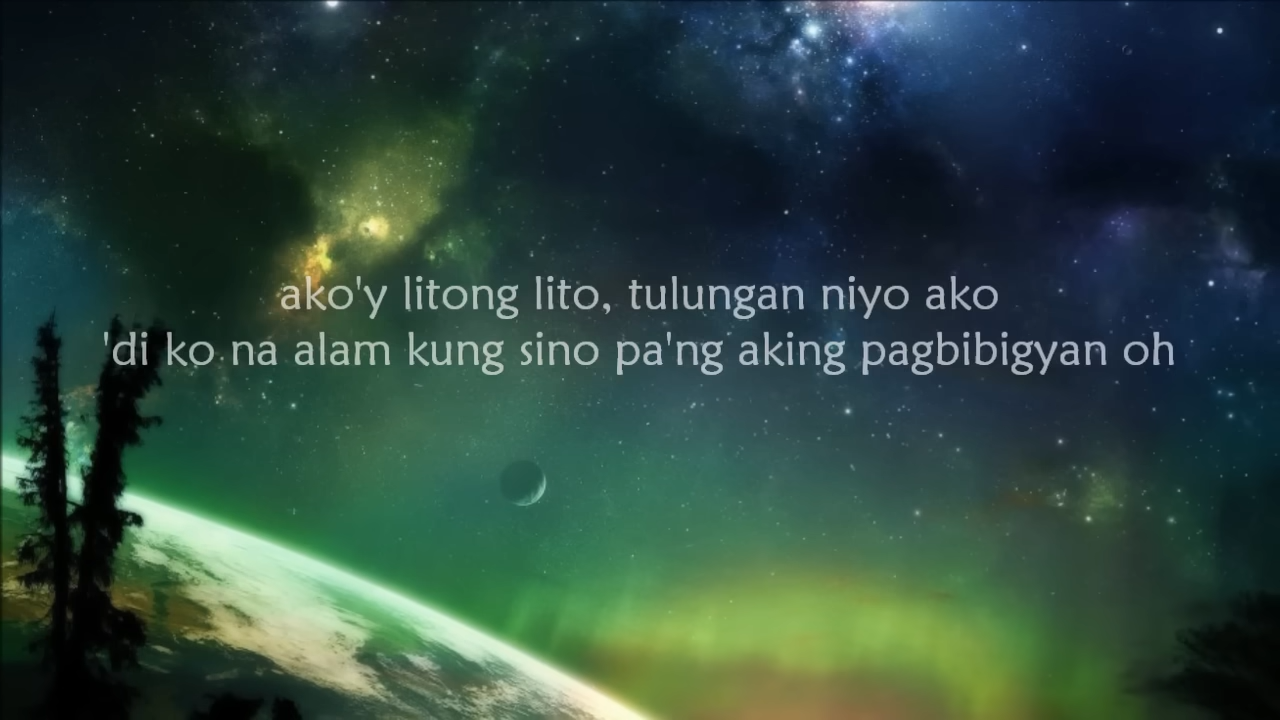 ako'y litong lito, tulungan niyo ako
'di ko na alam kung sino pa'ng aking pagbibigyan oh